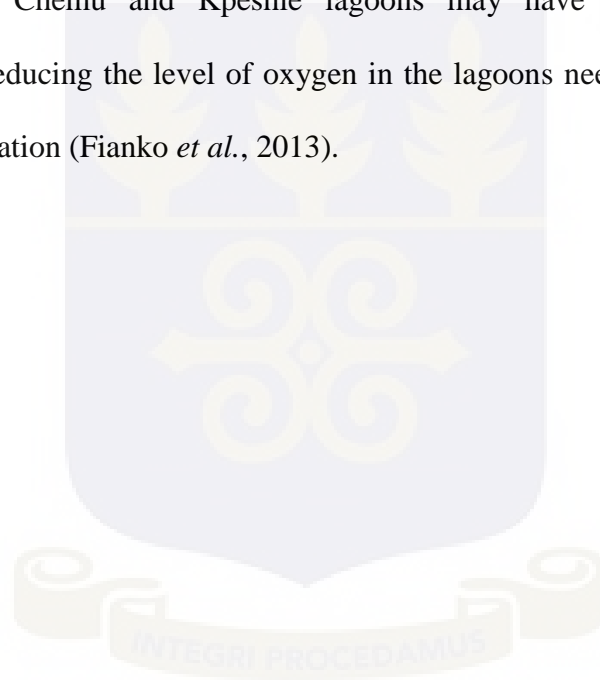 Chemu and Kpeshie lagoons may have
educing the level of oxygen in the lagoons nee
ation (Fianko et al., 2013).
INTEGRI PROCEDAMUS